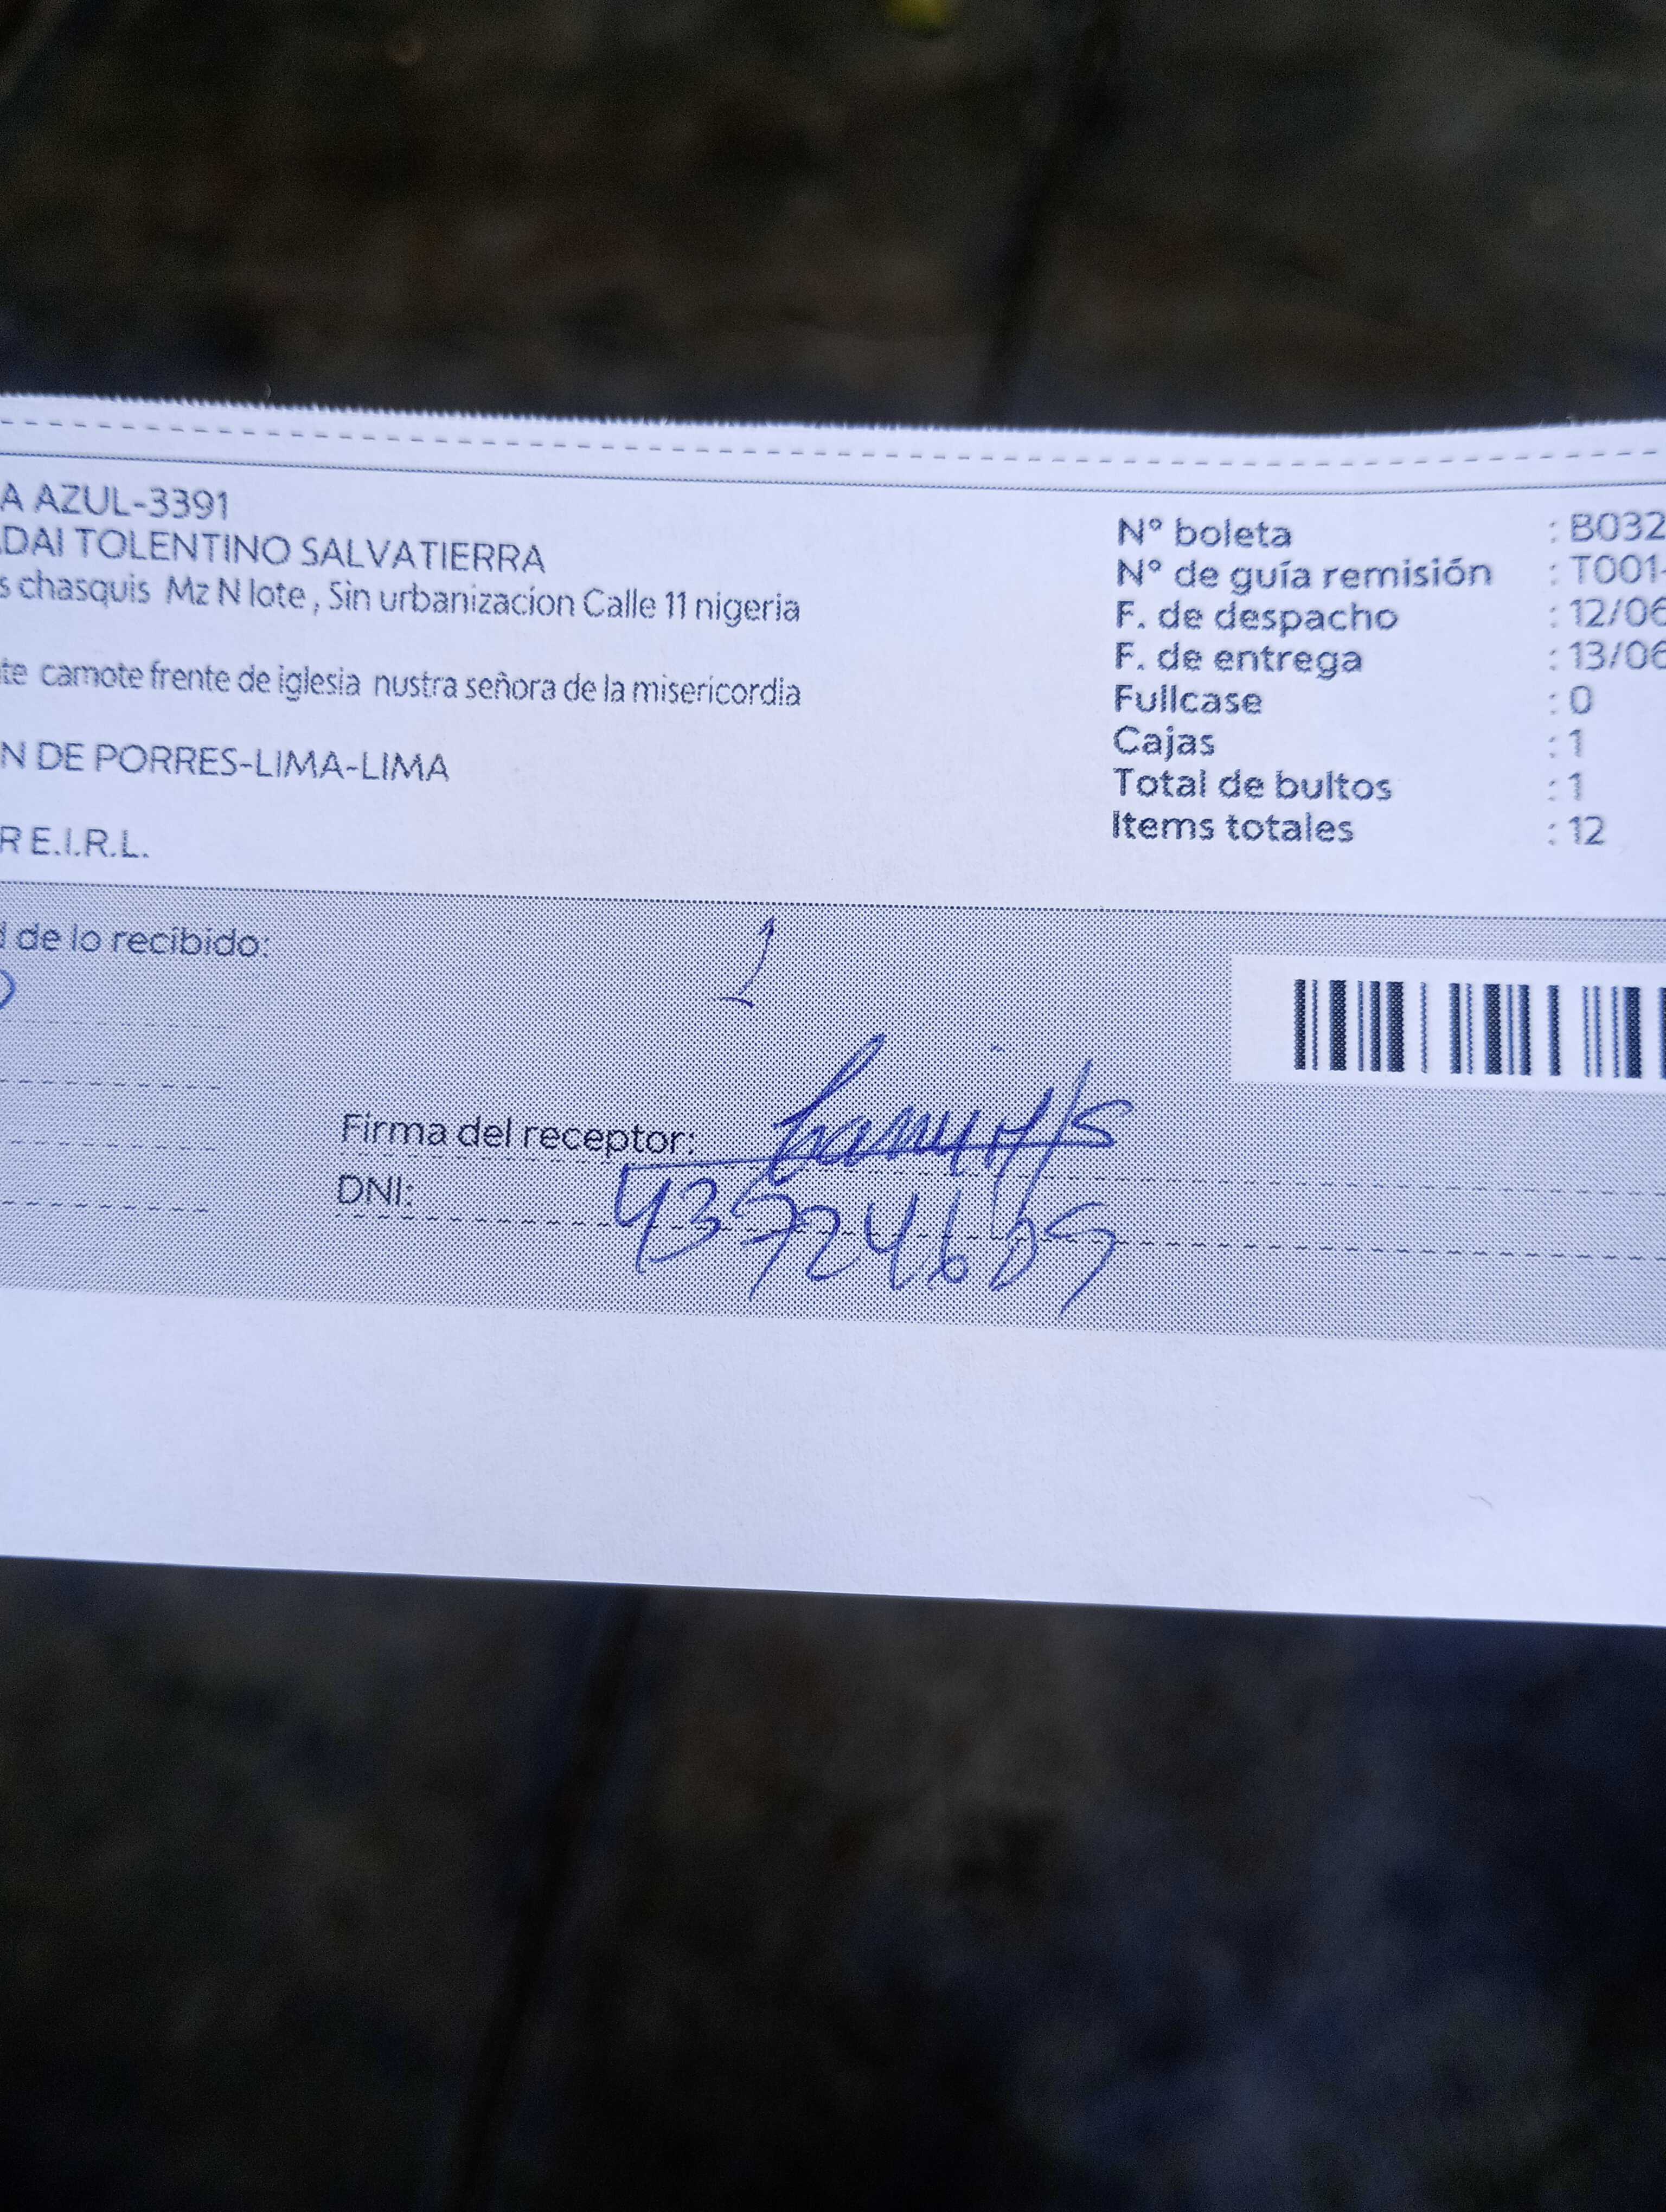 A AZUL-3391
DAI TOLENTINO SALVATIERRA
s chasquis Mz N lote , Sin urbanizacion Calle 11 nigeria
te camote frente de iglesia nustra señora de la misericordia
N DE PORRES-LIMA-LIMA
R E.I.R.L.
N° boleta : B032
N° de guía remisión : T001-
F. de despacho : 12/06
F. de entrega : 13/06
Fullcase : 0
Cajas : 1
Total de bultos : 1
Items totales : 12
d de lo recibido:
1
Firma del receptor:
DNI: